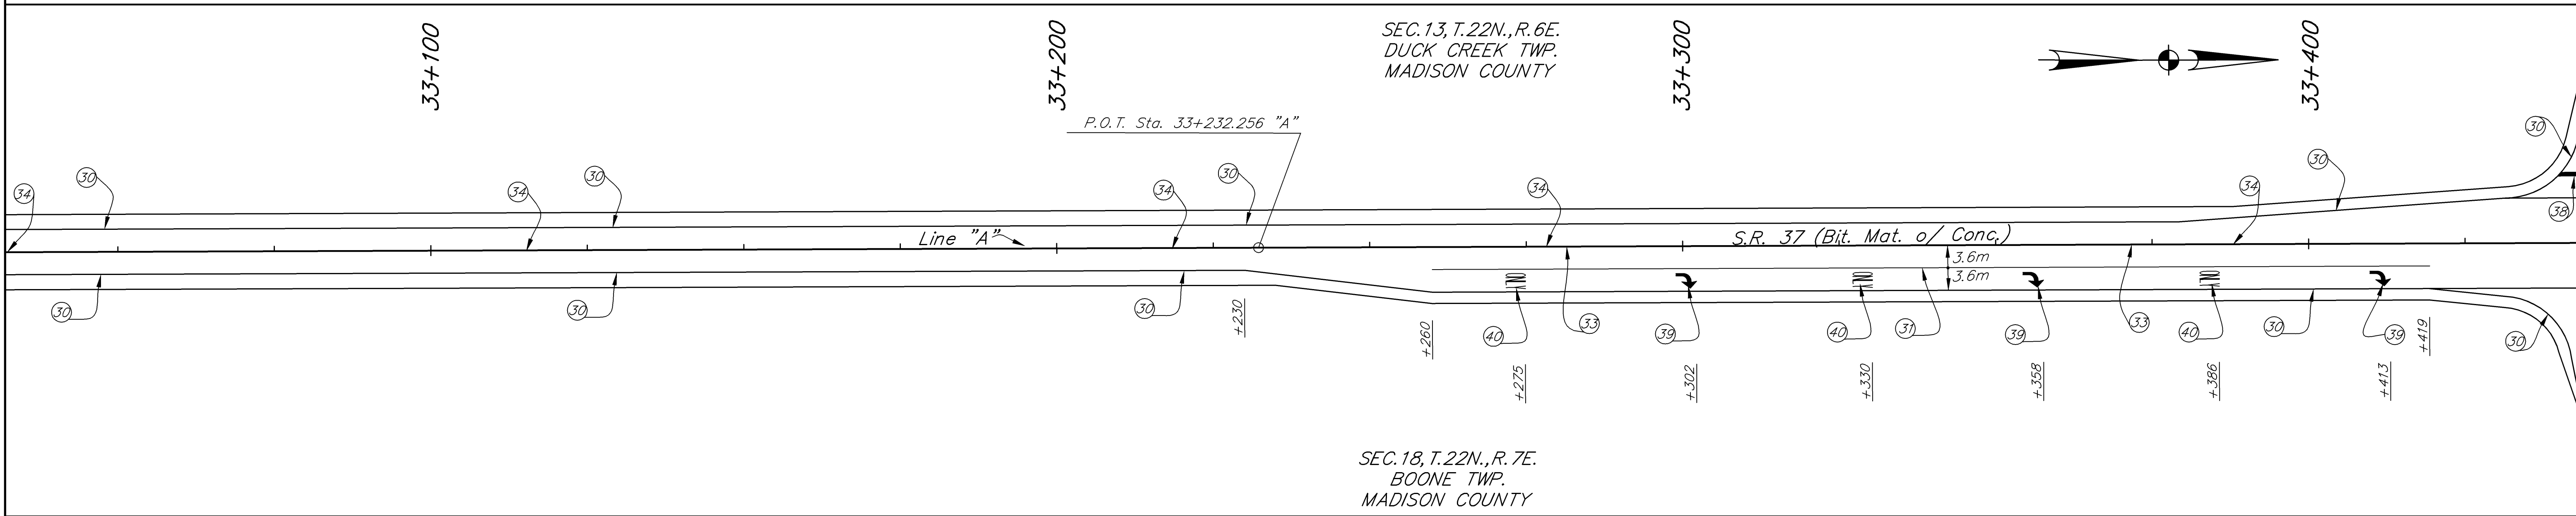 33+100
33+200
SEC.13, T.22N., R.6E.
DUCK CREEK TWP.
MADISON COUNTY
33+300
33+400
P.O.T. Sta. 33+232.256 "A"
30
30
34
30
34
30
34
34
30
34
30
38
Line "A"
S.R. 37 (Bit. Mat. o/ Conc.)
3.6m
3.6m
ONLY
ONLY
ONLY
30
30
30
+230
+260
40
33
39
40
31
39
33
40
30
39
+419
30
+275
+302
+330
+358
+386
+413
SEC.18, T.22N., R.7E.
BOONE TWP.
MADISON COUNTY